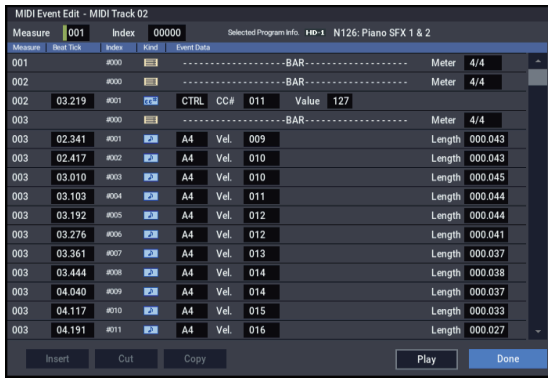 MIDI Event Edit - MIDI Track 02
Measure 001 Index 00000 Selected Program Info. HD-1 N126: Piano SFX 1 & 2
Measure Beat Tick Index Kind Event Data
001 #000 ------------------BAR------------------ Meter 4/4
002 #000 ------------------BAR------------------ Meter 4/4
002 03.219 #001 CC# CTRL CC# 011 Value 127
003 #000 ------------------BAR------------------ Meter 4/4
003 02.341 #001 A4 Vel. 009 Length 000.043
003 02.417 #002 A4 Vel. 010 Length 000.043
003 03.010 #003 A4 Vel. 010 Length 000.045
003 03.103 #004 A4 Vel. 011 Length 000.044
003 03.192 #005 A4 Vel. 012 Length 000.044
003 03.276 #006 A4 Vel. 012 Length 000.041
003 03.361 #007 A4 Vel. 013 Length 000.037
003 03.444 #008 A4 Vel. 014 Length 000.038
003 04.040 #009 A4 Vel. 014 Length 000.037
003 04.117 #010 A4 Vel. 015 Length 000.033
003 04.191 #011 A4 Vel. 016 Length 000.027
Insert Cut Copy Play Done